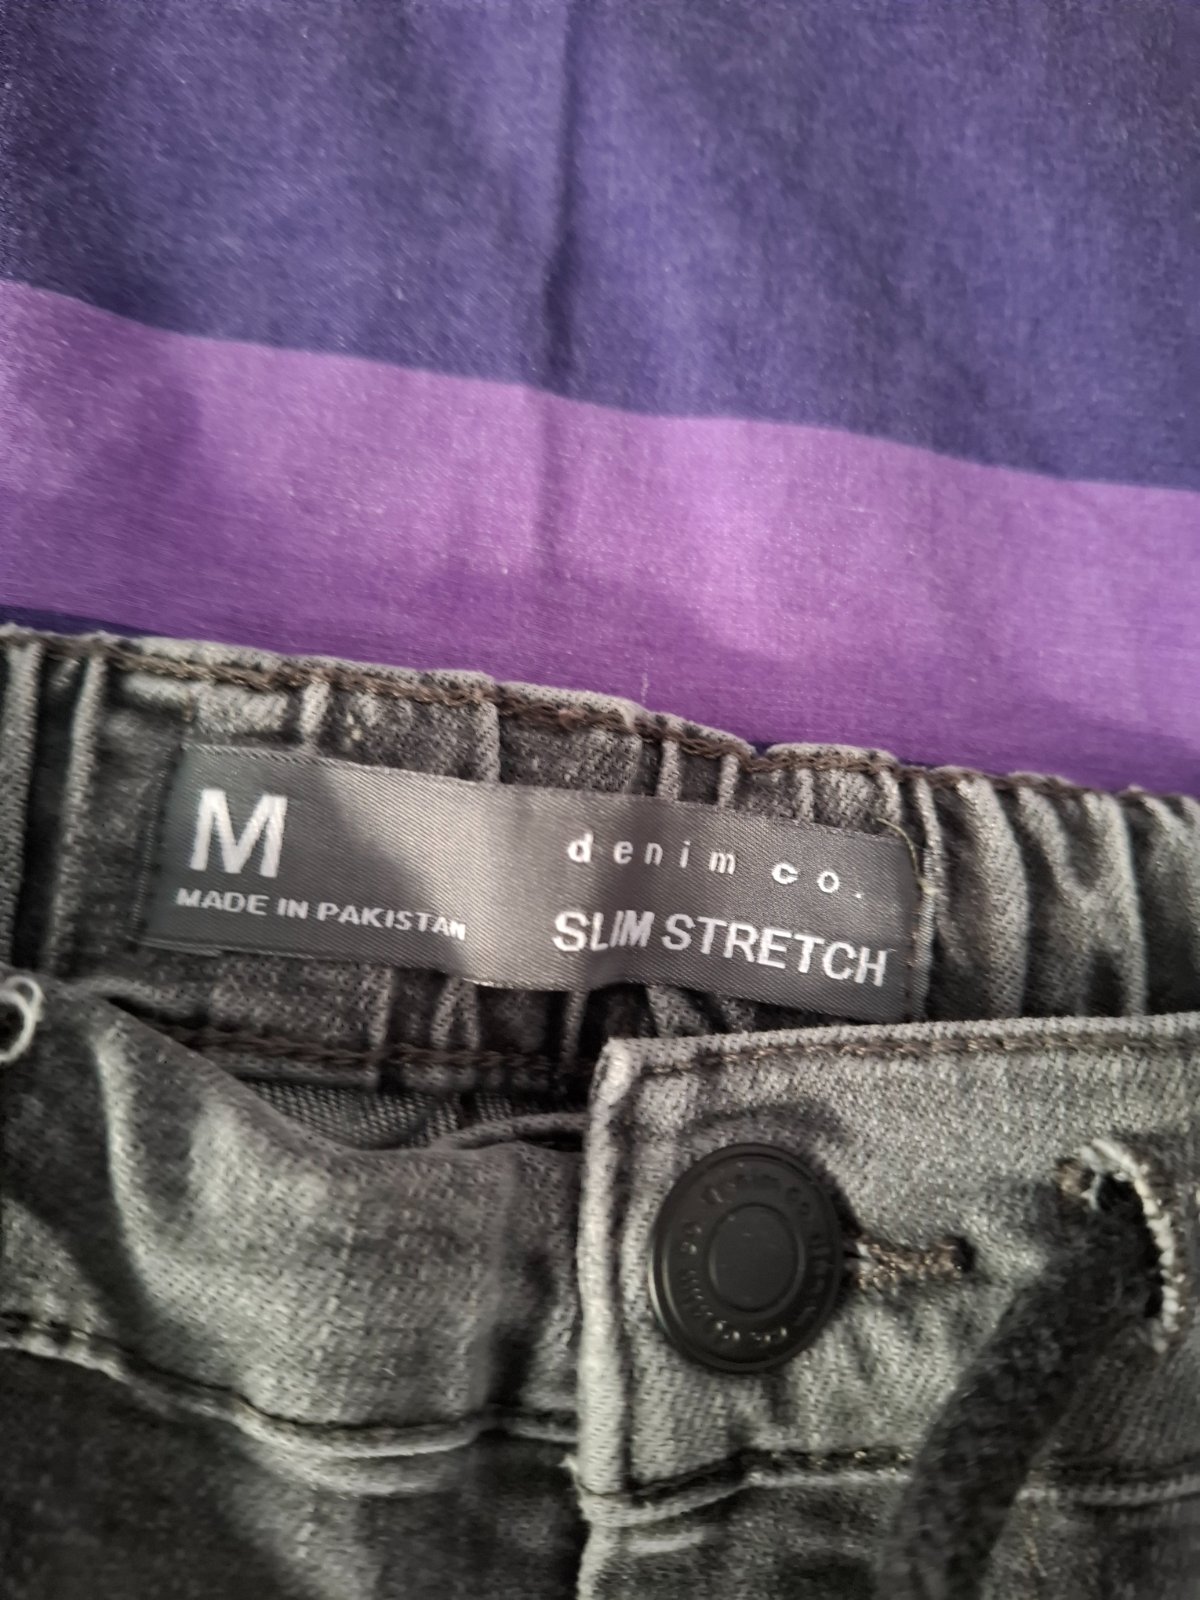 M
MADE IN PAKISTAN
denim co.
SLIM STRETCH